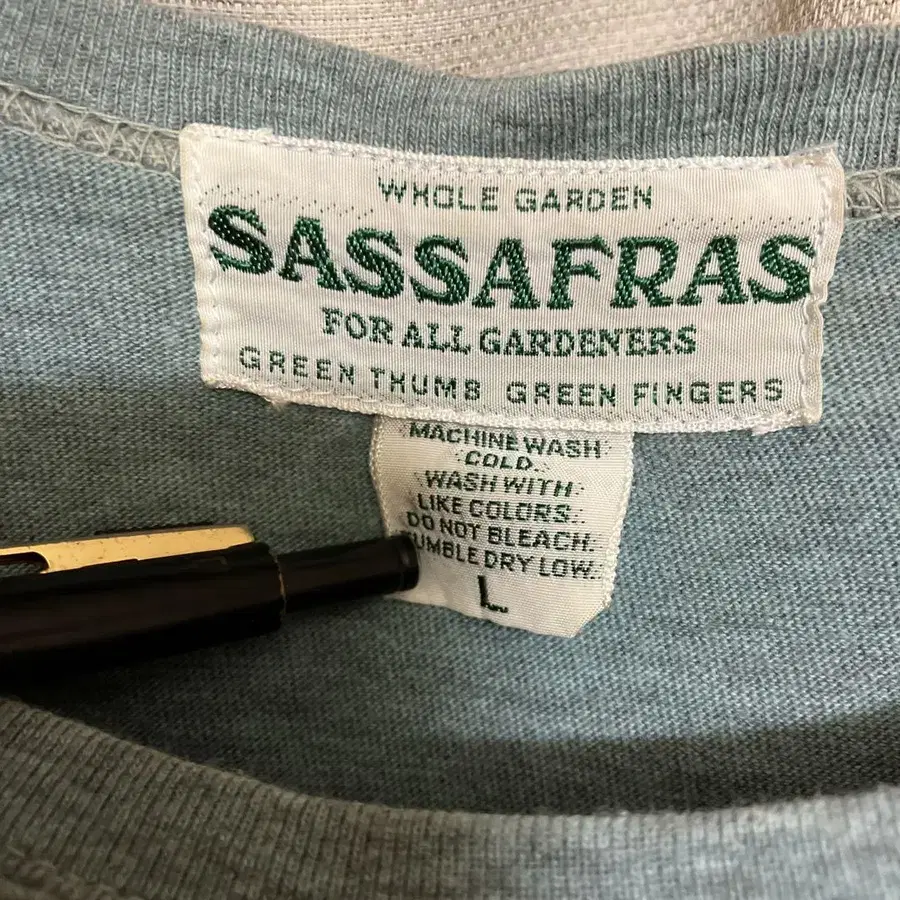 WHOLE GARDEN
SASSAFRAS
FOR ALL GARDENERS
GREEN THUMB GREEN FINGERS
MACHINE WASH
COLD.
WASH WITH
LIKE COLORS.
DO NOT BLEACH.
TUMBLE DRY LOW.
L